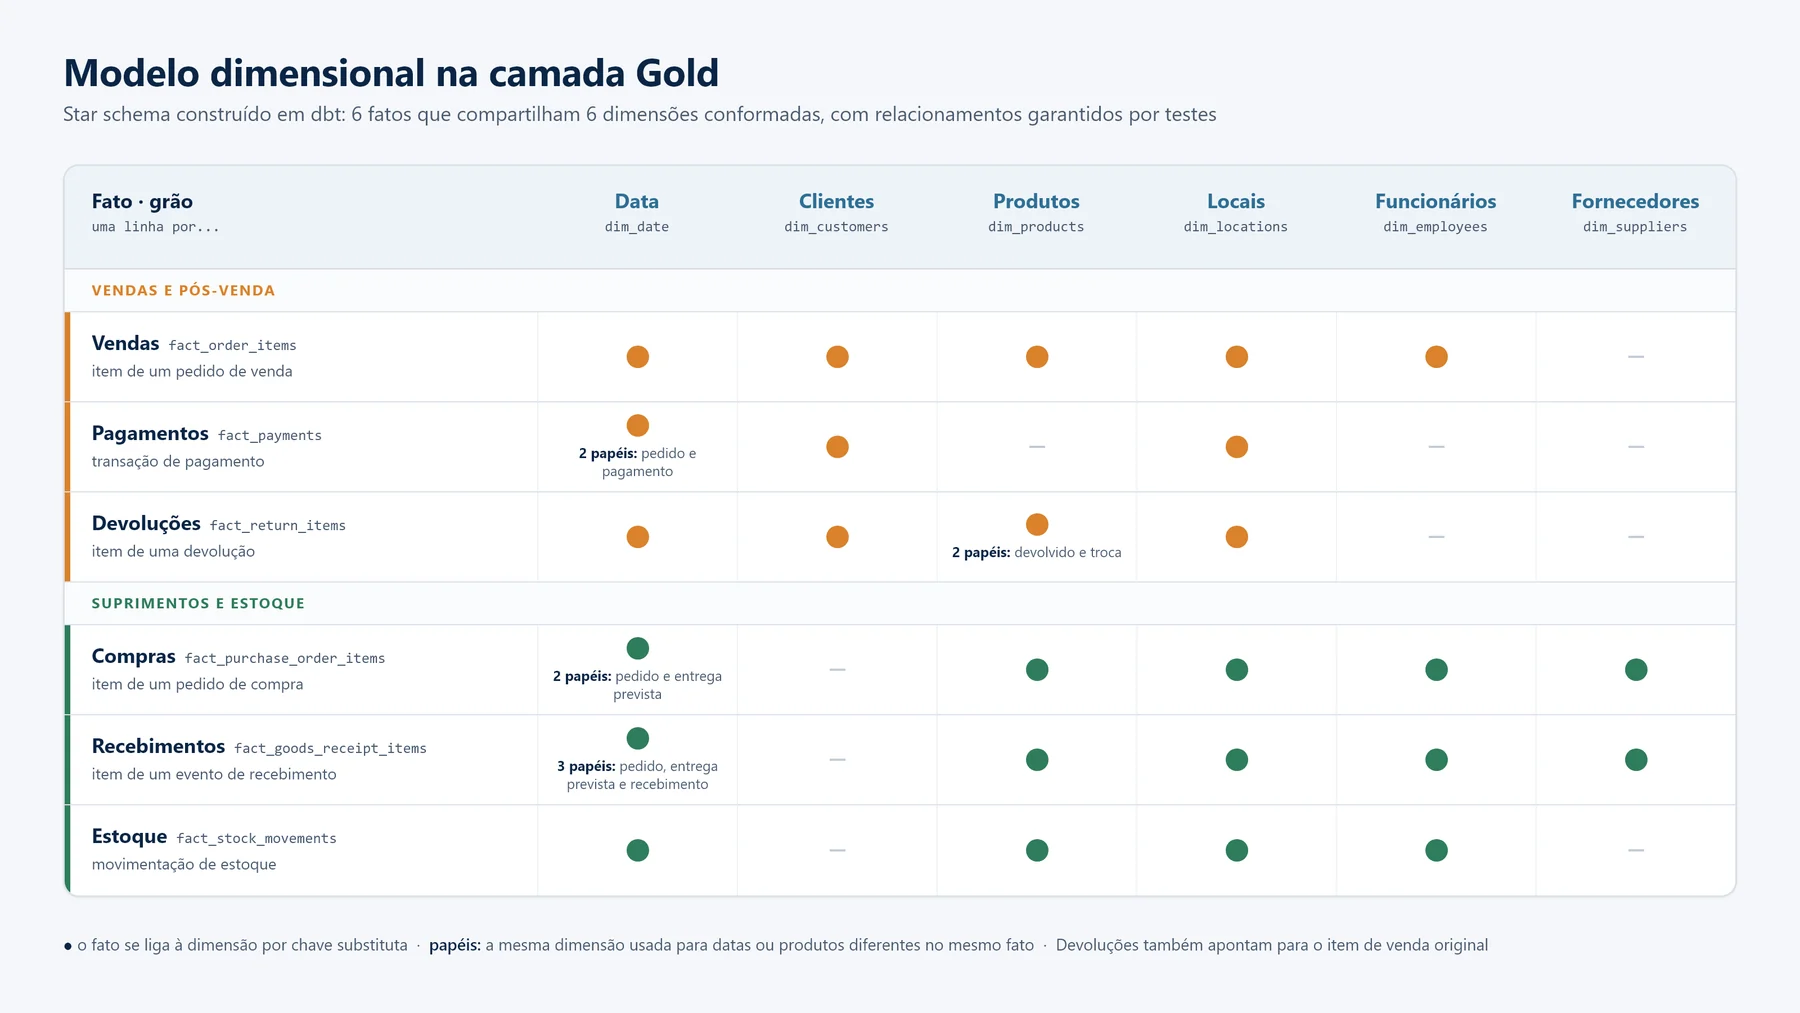 Modelo dimensional na camada Gold
Star schema construído em dbt: 6 fatos que compartilham 6 dimensões conformadas, com relacionamentos garantidos por testes
Fato · grão
uma linha por...
Data
dim_date
Clientes
dim_customers
Produtos
dim_products
Locais
dim_locations
Funcionários
dim_employees
Fornecedores
dim_suppliers
VENDAS E PÓS-VENDA
Vendas fact_order_items
item de um pedido de venda
—
Pagamentos fact_payments
transação de pagamento
2 papéis: pedido e
pagamento
—
—
—
Devoluções fact_return_items
item de uma devolução
2 papéis: devolvido e troca
—
—
SUPRIMENTOS E ESTOQUE
Compras fact_purchase_order_items
item de um pedido de compra
2 papéis: pedido e entrega
prevista
—
Recebimentos fact_goods_receipt_items
item de um evento de recebimento
3 papéis: pedido, entrega
prevista e recebimento
—
Estoque fact_stock_movements
movimentação de estoque
—
—
● o fato se liga à dimensão por chave substituta · papéis: a mesma dimensão usada para datas ou produtos diferentes no mesmo fato · Devoluções também apontam para o item de venda original